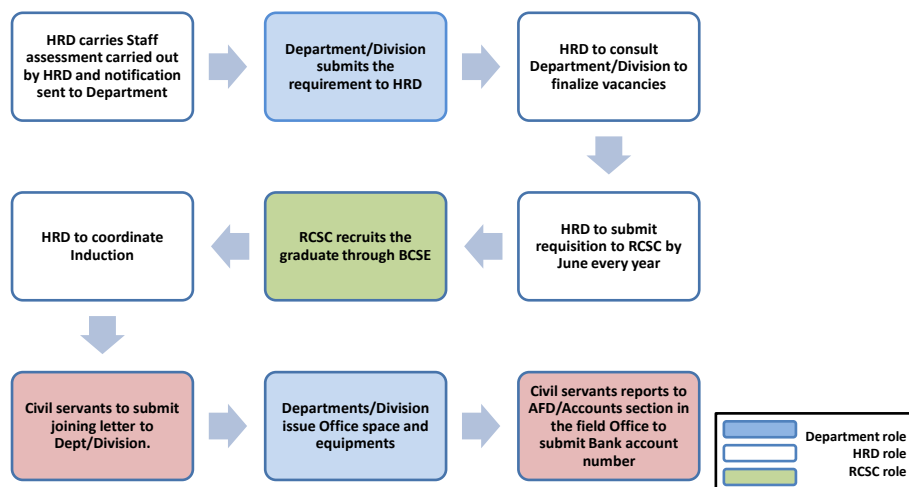 HRD carries Staff
assessment carried out
by HRD and notification
sent to Department
Department/Division
submits the
requirement to HRD
HRD to consult
Department/Division to
finalize vacancies
HRD to submit
requisition to RCSC by
June every year
RCSC recruits the
graduate through BCSE
HRD to coordinate
Induction
Civil servants to submit
joining letter to
Dept/Division.
Departments/Division
issue Office space and
equipments
Civil servants reports to
AFD/Accounts section in
the field Office to
submit Bank account
number
Department role
HRD role
RCSC role